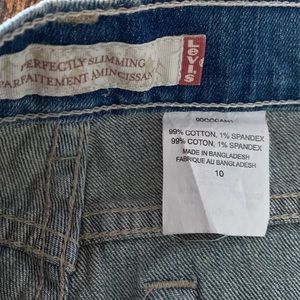 PERFECTLY SLIMMING
PARFAITEMENT AMINCISSAN
LEVI'S
99% COTTON, 1% SPANDEX
99% COTON, 1% SPANDEX
MADE IN BANGLADESH
FABRIQUE AU BANGLADESH
10